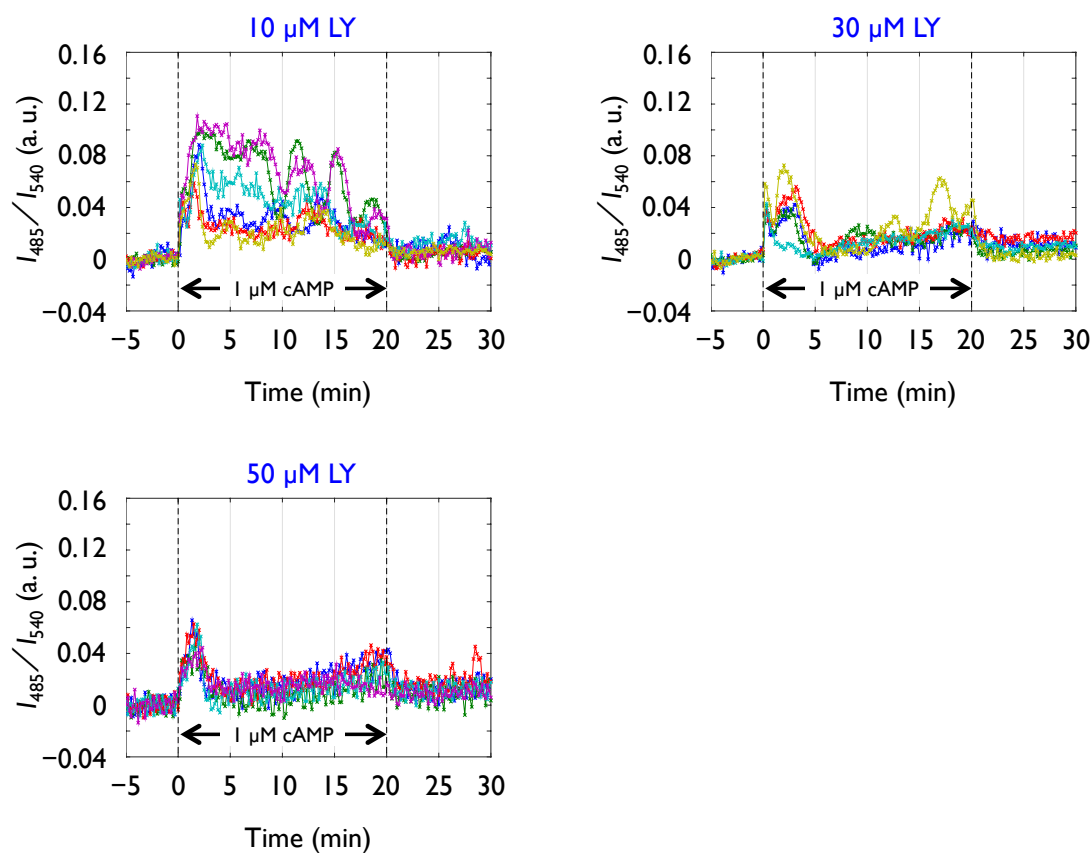 10 µM LY
I485/I540 (a. u.)
0.16
0.12
0.08
0.04
0
−0.04
1 µM cAMP
−5 0 5 10 15 20 25 30
Time (min)
30 µM LY
I485/I540 (a. u.)
0.16
0.12
0.08
0.04
0
−0.04
1 µM cAMP
−5 0 5 10 15 20 25 30
Time (min)
50 µM LY
I485/I540 (a. u.)
0.16
0.12
0.08
0.04
0
−0.04
1 µM cAMP
−5 0 5 10 15 20 25 30
Time (min)